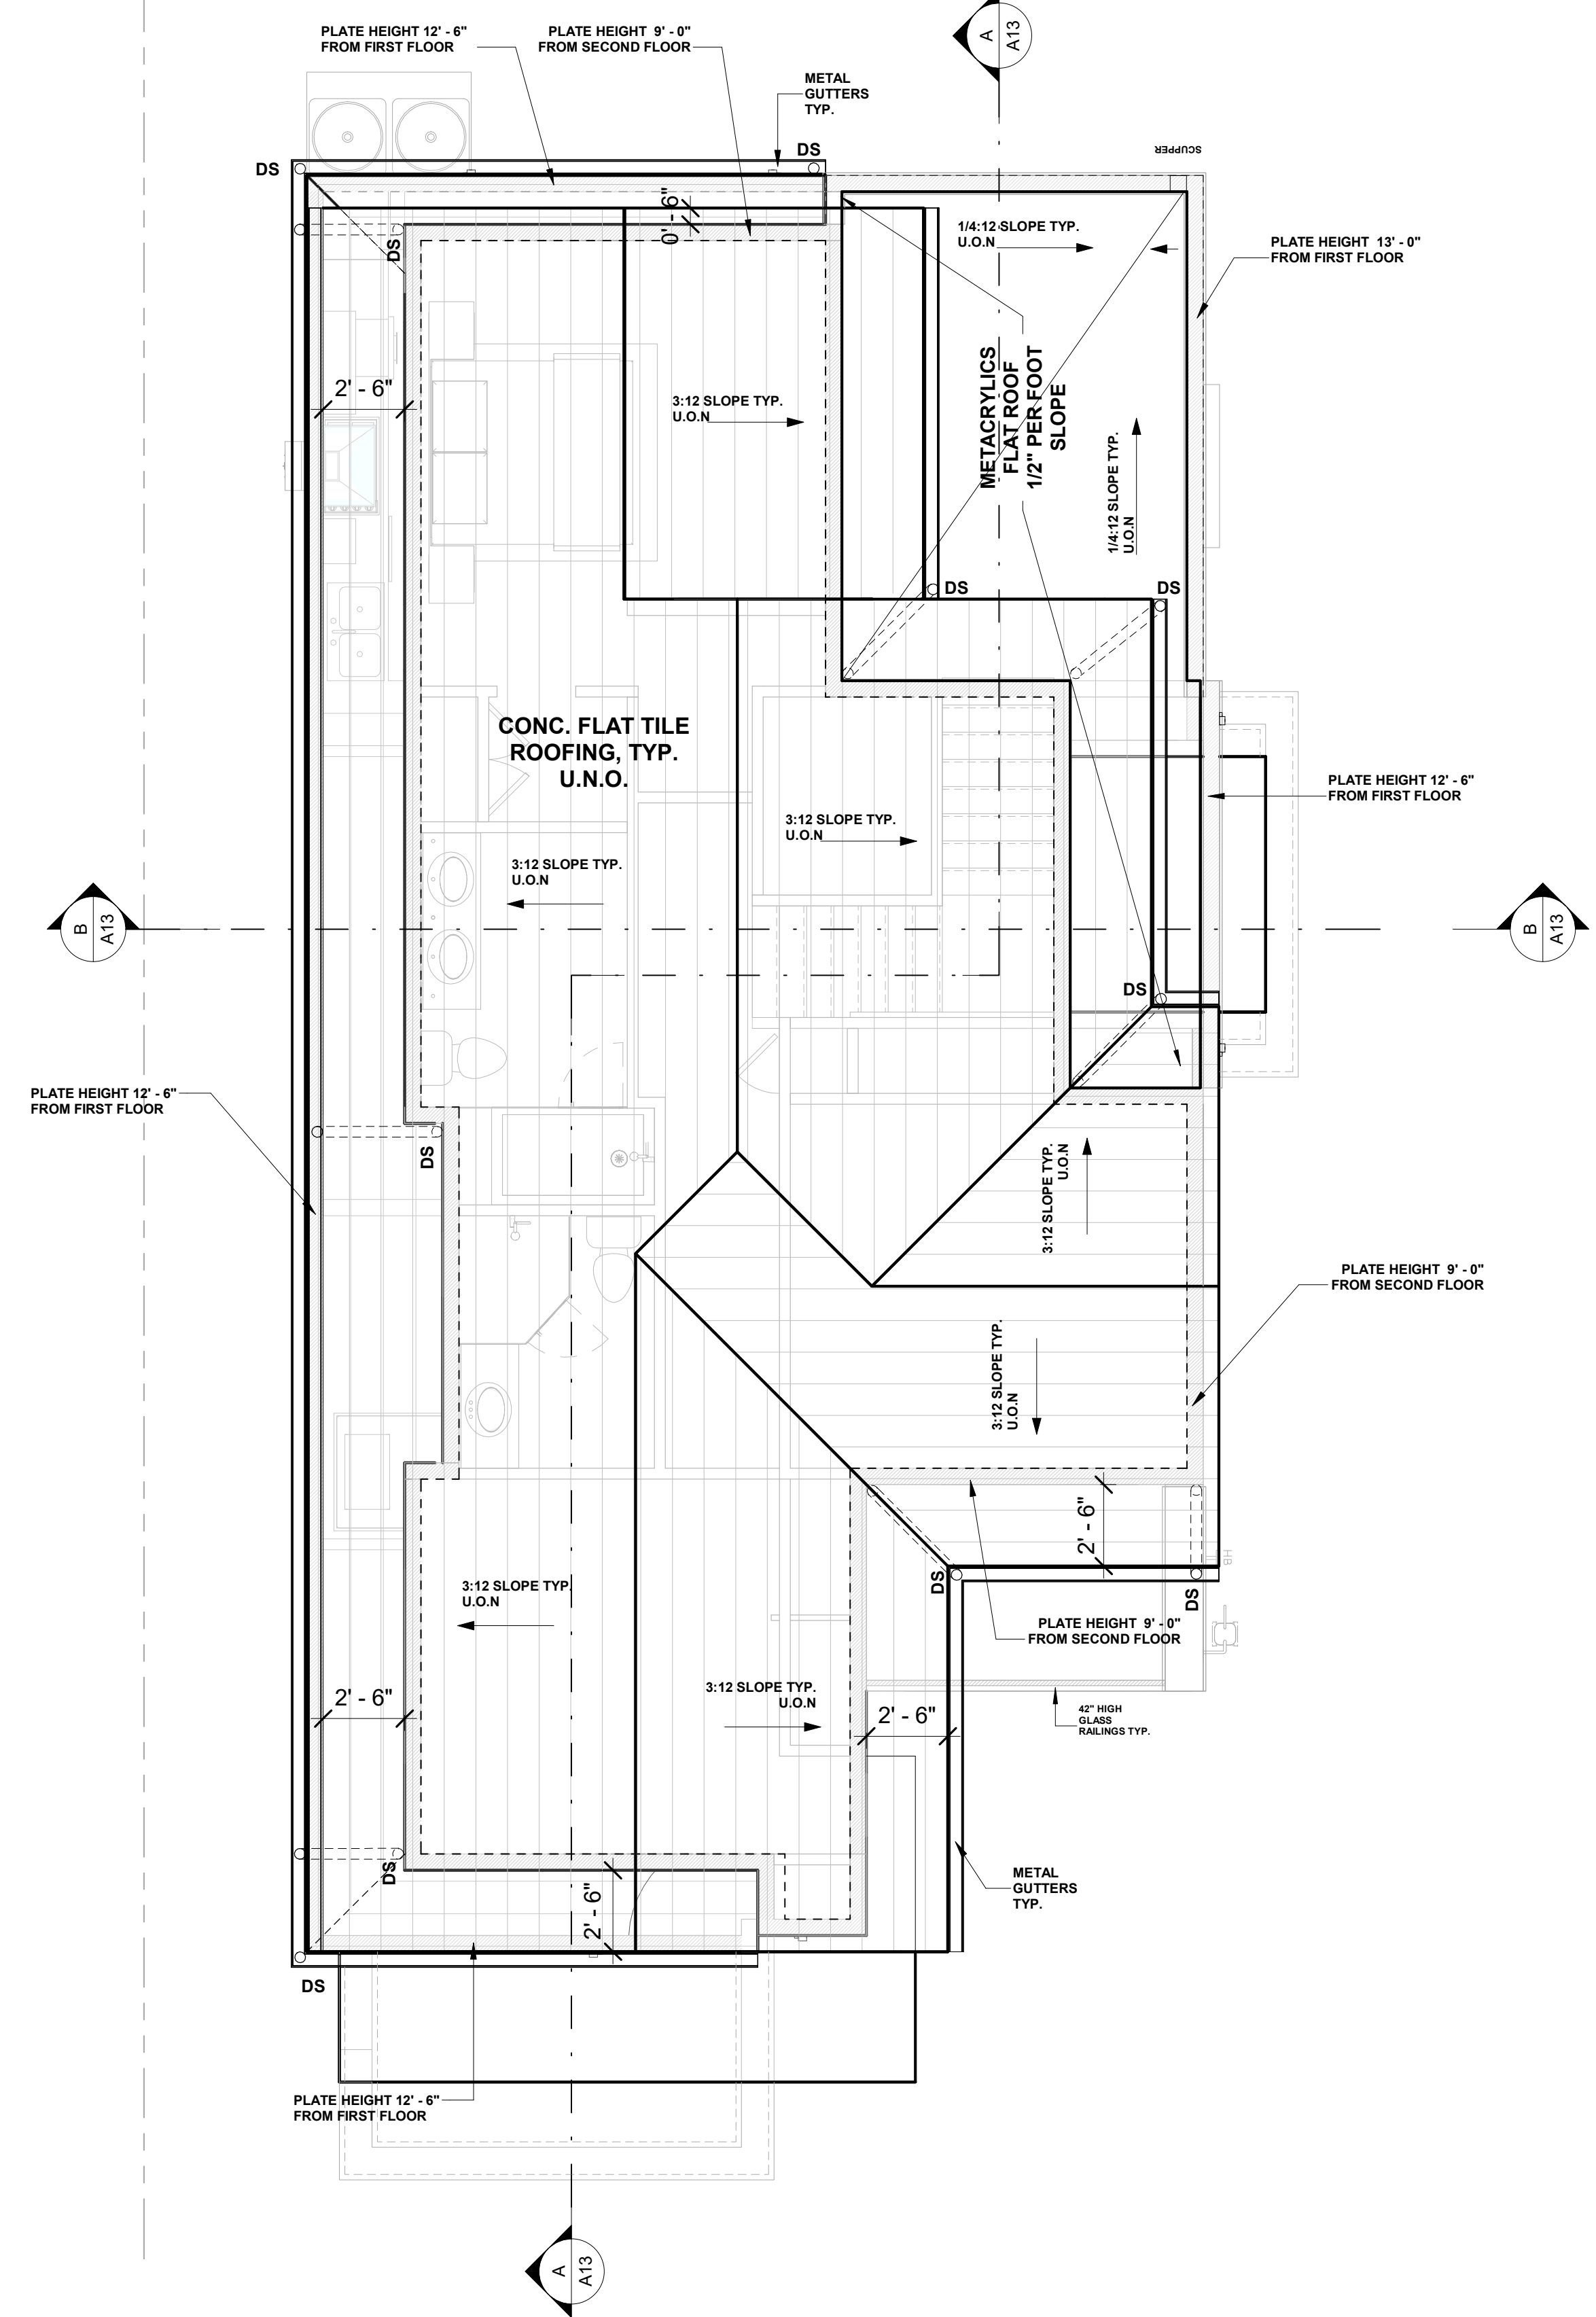 PLATE HEIGHT 12' - 6"
FROM FIRST FLOOR
PLATE HEIGHT  9' - 0"
FROM SECOND FLOOR
A
A13
METAL
GUTTERS
TYP.
DS
DS
SCUPPER
0' - 6"
DS
1/4:12 SLOPE TYP.
U.O.N
PLATE HEIGHT  13' - 0"
FROM FIRST FLOOR
2' - 6"
3:12 SLOPE TYP.
U.O.N
METACRYLICS
FLAT ROOF
1/2" PER FOOT
SLOPE
1/4:12 SLOPE TYP.
U.O.N
DS
DS
CONC. FLAT TILE
ROOFING, TYP.
U.N.O.
PLATE HEIGHT 12' - 6"
FROM FIRST FLOOR
3:12 SLOPE TYP.
U.O.N
3:12 SLOPE TYP.
U.O.N
B
A13
B
A13
DS
PLATE HEIGHT 12' - 6"
FROM FIRST FLOOR
DS
3:12 SLOPE TYP.
U.O.N
PLATE HEIGHT  9' - 0"
FROM SECOND FLOOR
3:12 SLOPE TYP.
U.O.N
2' - 6"
HB
3:12 SLOPE TYP.
U.O.N
DS
DS
PLATE HEIGHT  9' - 0"
FROM SECOND FLOOR
2' - 6"
3:12 SLOPE TYP.
U.O.N
2' - 6"
42" HIGH
GLASS
RAILINGS TYP.
DS
METAL
GUTTERS
TYP.
2' - 6"
DS
PLATE HEIGHT 12' - 6"
FROM FIRST FLOOR
A
A13